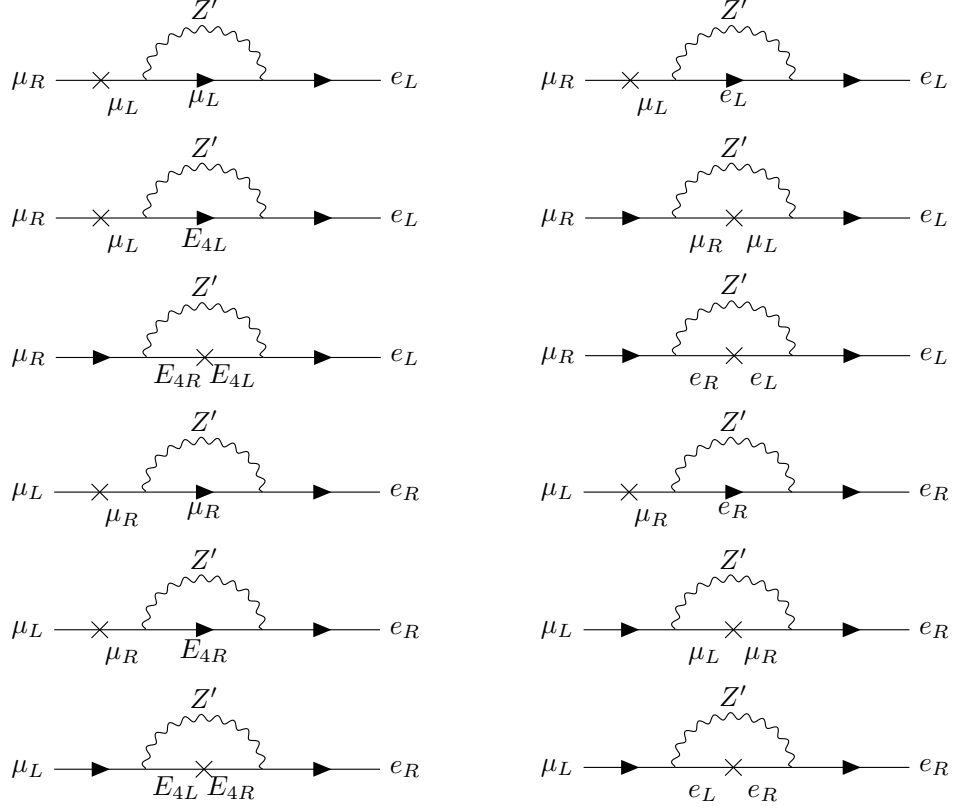 Z′ Z′
μ_R μ_L μ_L e_L μ_R μ_L e_L e_L
Z′ Z′
μ_R μ_L E_{4L} e_L μ_R μ_R μ_L e_L
Z′ Z′
μ_R E_{4R} E_{4L} e_L μ_R e_R e_L e_L
Z′ Z′
μ_L μ_R μ_R e_R μ_L μ_R e_R e_R
Z′ Z′
μ_L μ_R E_{4R} e_R μ_L μ_L μ_R e_R
Z′ Z′
μ_L E_{4L} E_{4R} e_R μ_L e_L e_R e_R